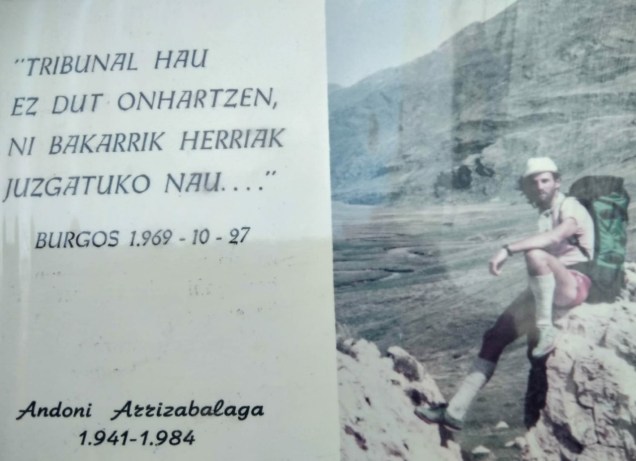 "TRIBUNAL HAU
EZ DUT ONHARTZEN,
NI BAKARRIK HERRIAK
JUZGATUKO NAU...."
BURGOS 1.969 - 10 - 27
Andoni Arrizabalaga
1.941-1.984